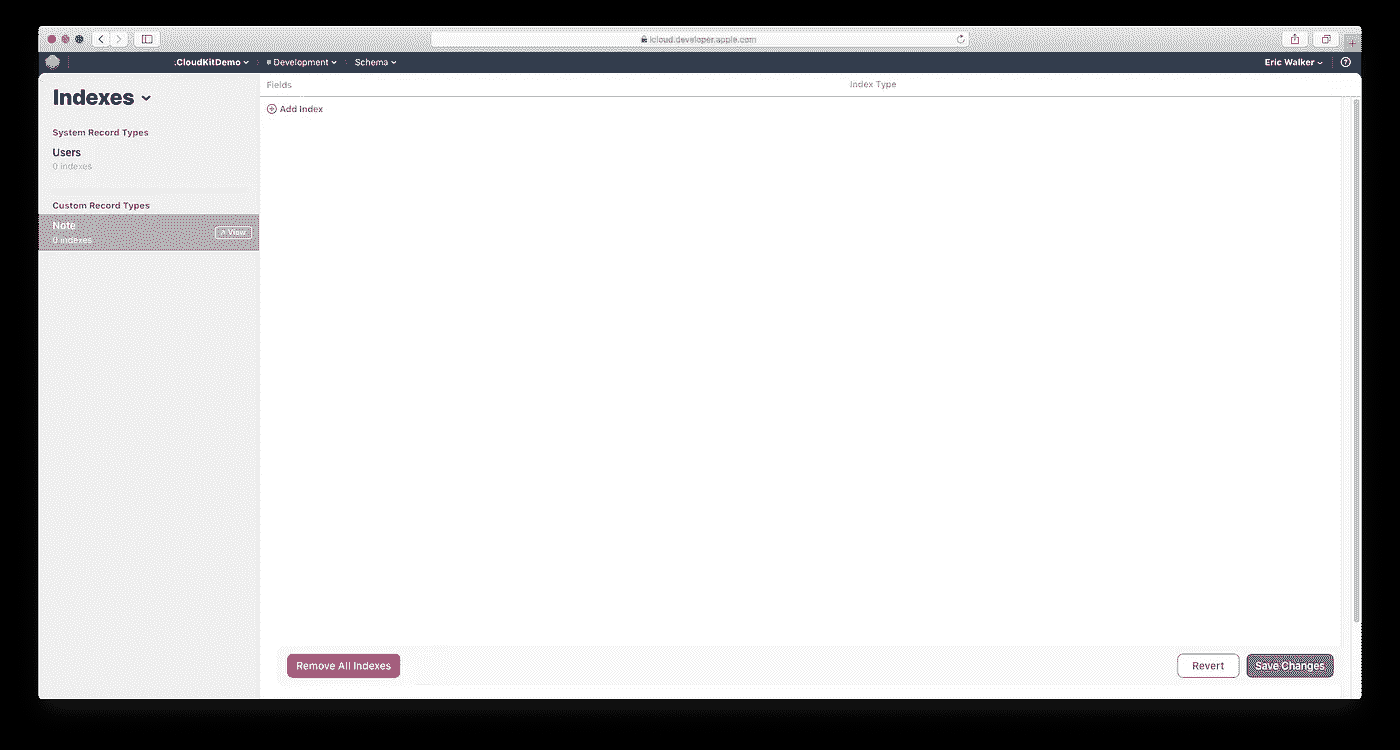 icloud.developer.apple.com
.CloudKitDemo Development Schema Eric Walker
Indexes
Fields Index Type
Add Index
System Record Types
Users
0 indexes
Custom Record Types
Note
0 indexes
View
Remove All Indexes Revert Save Changes